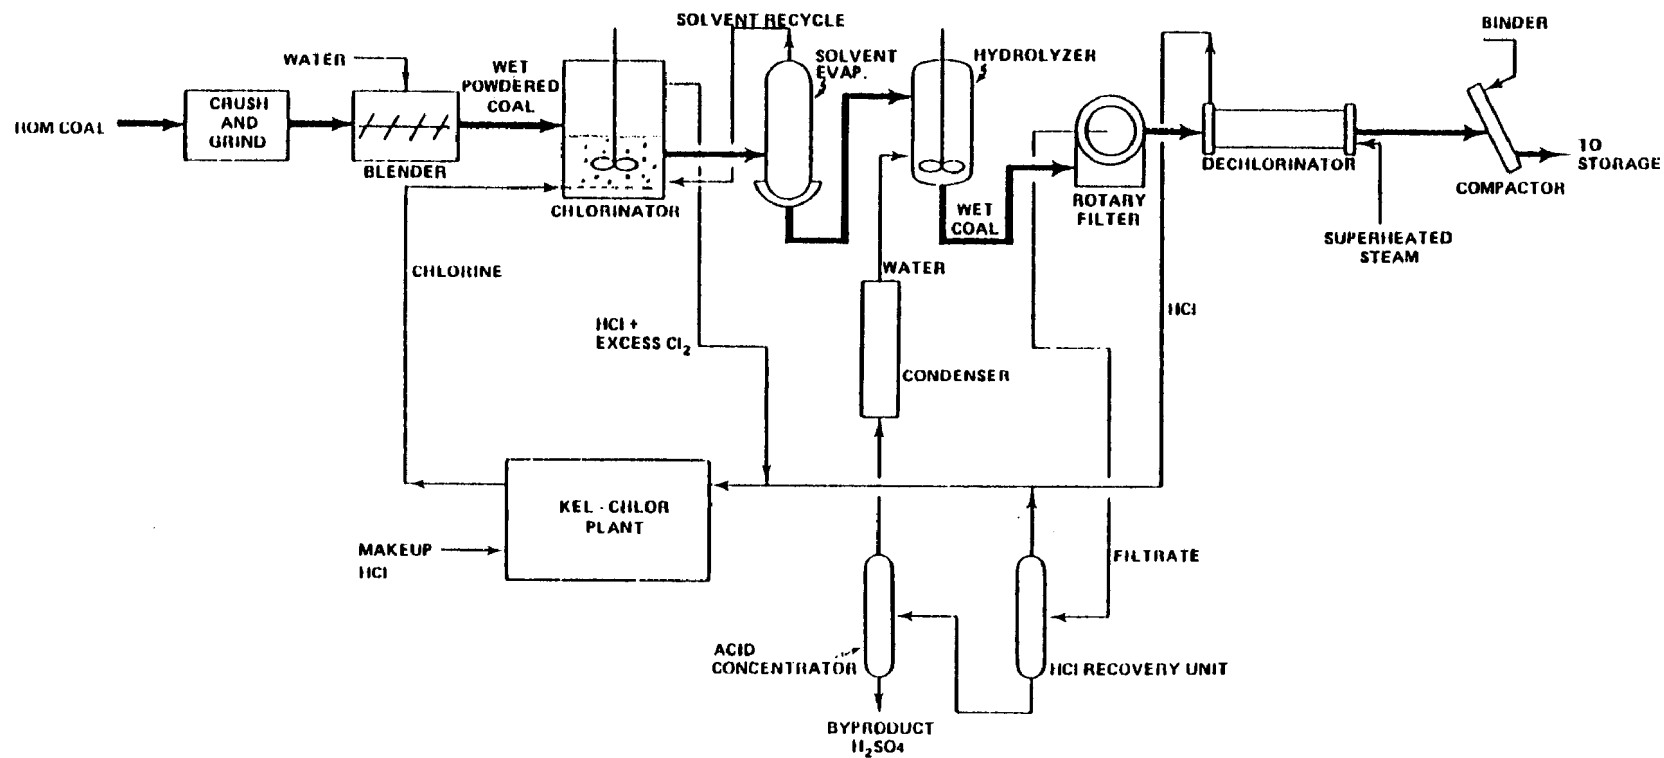 SOLVENT RECYCLE
BINDER
WATER
WET
POWDERED
COAL
SOLVENT
EVAP.
HYDROLYZER
ROM COAL
CRUSH
AND
GRIND
BLENDER
CHLORINATOR
WET
COAL
ROTARY
FILTER
DECHLORINATOR
COMPACTOR
TO
STORAGE
SUPERHEATED
STEAM
CHLORINE
WATER
HCl +
EXCESS Cl2
HCl
CONDENSER
KEL - CHLOR
PLANT
MAKEUP
HCl
FILTRATE
ACID
CONCENTRATOR
HCl RECOVERY UNIT
BYPRODUCT
H2SO4